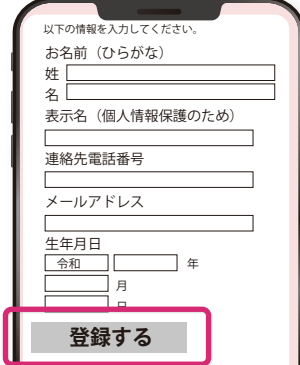 以下の情報を入力してください。
お名前（ひらがな）
姓
名
表示名（個人情報保護のため）
連絡先電話番号
メールアドレス
生年月日
令和 年
月
日
登録する